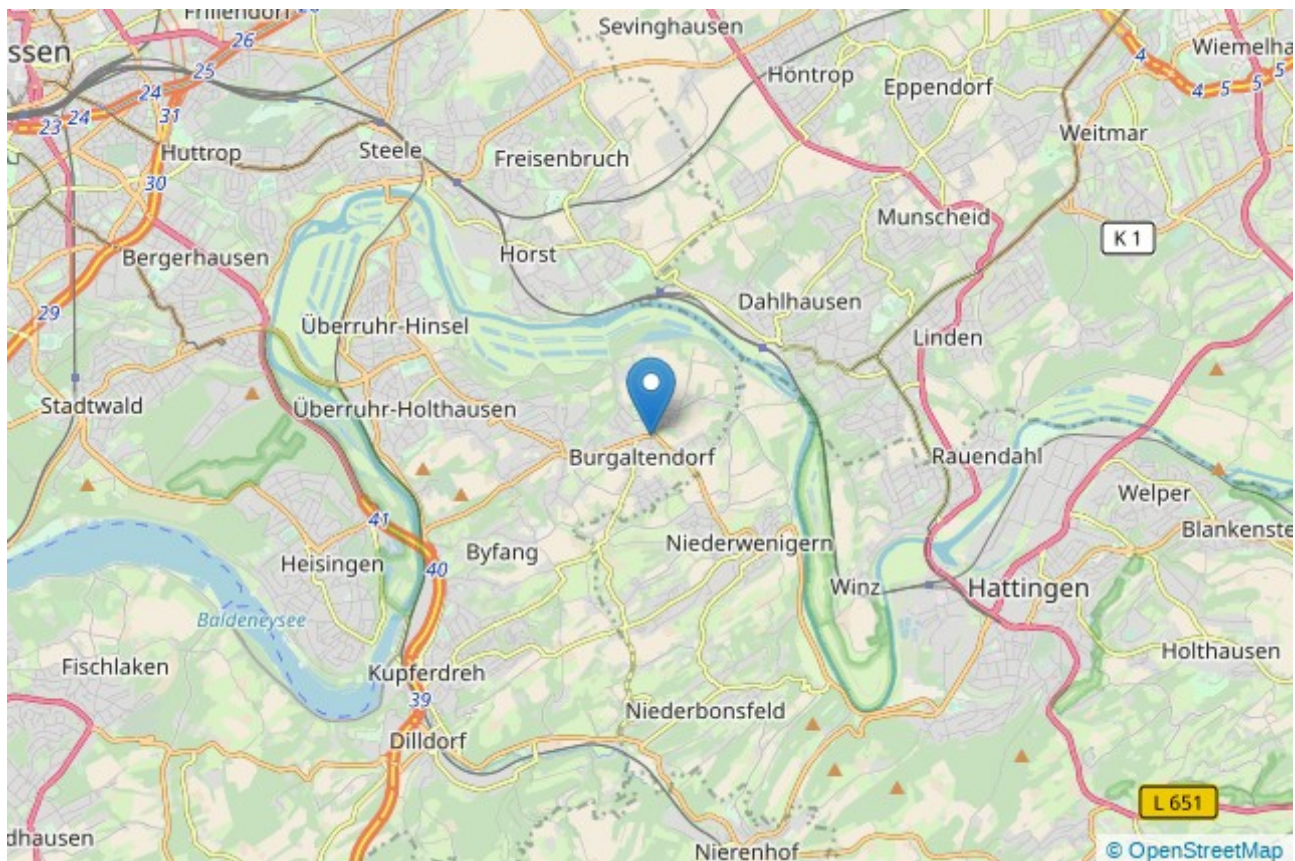 Frillendorf
26
Sevinghausen
Wiemelha
ssen
25
Höntrop
4
Eppendorf
24
31
4
5
5
5
23
24
Weitmar
Huttrop
Steele
Freisenbruch
30
Munscheid
K 1
Bergerhausen
Horst
Dahlhausen
29
Überruhr-Hinsel
Linden
Stadtwald
Überruhr-Holthausen
Burgaltendorf
Rauendahl
Welper
41
Blankenste
Niederwenigern
Heisingen
Byfang
40
Winz
Hattingen
Baldeneysee
Holthausen
Fischlaken
Kupferdreh
39
Niederbonsfeld
Dilldorf
L 651
dhausen
Nierenhof
© OpenStreetMap